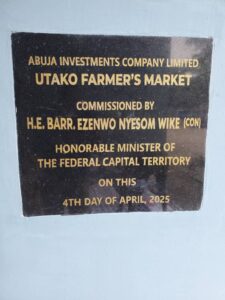 ABUJA INVESTMENTS COMPANY LIMITED
UTAKO FARMER'S MARKET
COMMISSIONED BY
H.E. BARR. EZENWO NYESOM WIKE (CON)
HONORABLE MINISTER OF
THE FEDERAL CAPITAL TERRITORY
ON THIS
4TH DAY OF APRIL, 2025